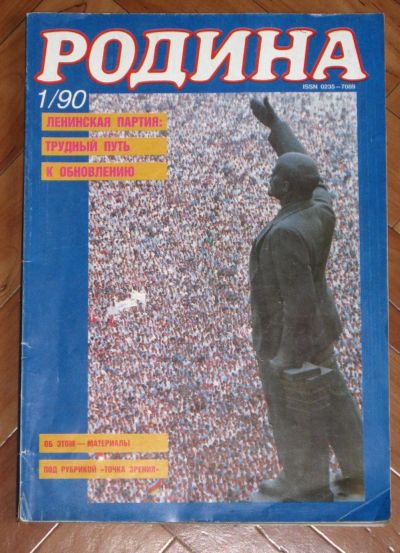 РОДИНА
ISSN 0235—7089
1/90
ЛЕНИНСКАЯ ПАРТИЯ:
ТРУДНЫЙ ПУТЬ
К ОБНОВЛЕНИЮ
ОБ ЭТОМ — МАТЕРИАЛЫ
ПОД РУБРИКОЙ «ТОЧКА ЗРЕНИЯ»